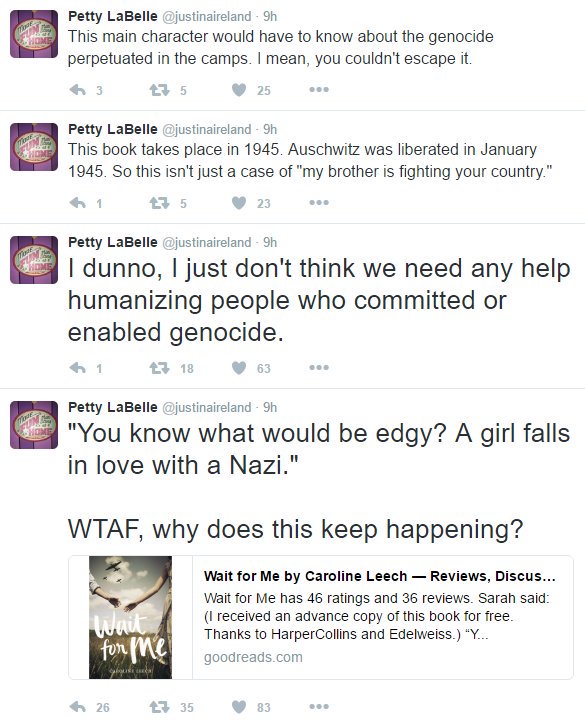 Petty LaBelle @justinaireland · 9h
This main character would have to know about the genocide
perpetuated in the camps. I mean, you couldn't escape it.
3 5 25
Petty LaBelle @justinaireland · 9h
This book takes place in 1945. Auschwitz was liberated in January
1945. So this isn't just a case of "my brother is fighting your country."
1 5 23
Petty LaBelle @justinaireland · 9h
I dunno, I just don't think we need any help
humanizing people who committed or
enabled genocide.
1 18 63
Petty LaBelle @justinaireland · 9h
"You know what would be edgy? A girl falls
in love with a Nazi."
WTAF, why does this keep happening?
Wait
for Me
CAROLINE LEECH
Wait for Me by Caroline Leech — Reviews, Discus...
Wait for Me has 46 ratings and 36 reviews. Sarah said:
(I received an advance copy of this book for free.
Thanks to HarperCollins and Edelweiss.) “Y...
goodreads.com
26 35 83